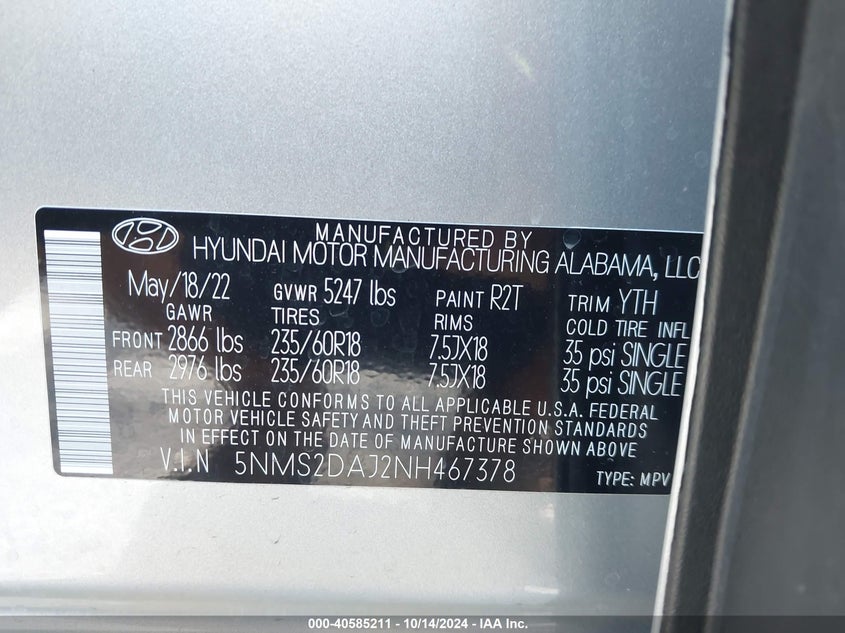 MANUFACTURED BY
HYUNDAI MOTOR MANUFACTURING ALABAMA, LLC
May/18/22 GVWR 5247 lbs PAINT R2T TRIM YTH
GAWR TIRES RIMS COLD TIRE INFL
FRONT 2866 lbs 235/60R18 7.5JX18 35 psi SINGLE
REAR 2976 lbs 235/60R18 7.5JX18 35 psi SINGLE
THIS VEHICLE CONFORMS TO ALL APPLICABLE U.S.A. FEDERAL
MOTOR VEHICLE SAFETY AND THEFT PREVENTION STANDARDS
IN EFFECT ON THE DATE OF MANUFACTURE SHOWN ABOVE
V.I.N 5NMS2DAJ2NH467378 TYPE: MPV
000-40585211 - 10/14/2024 - IAA Inc.